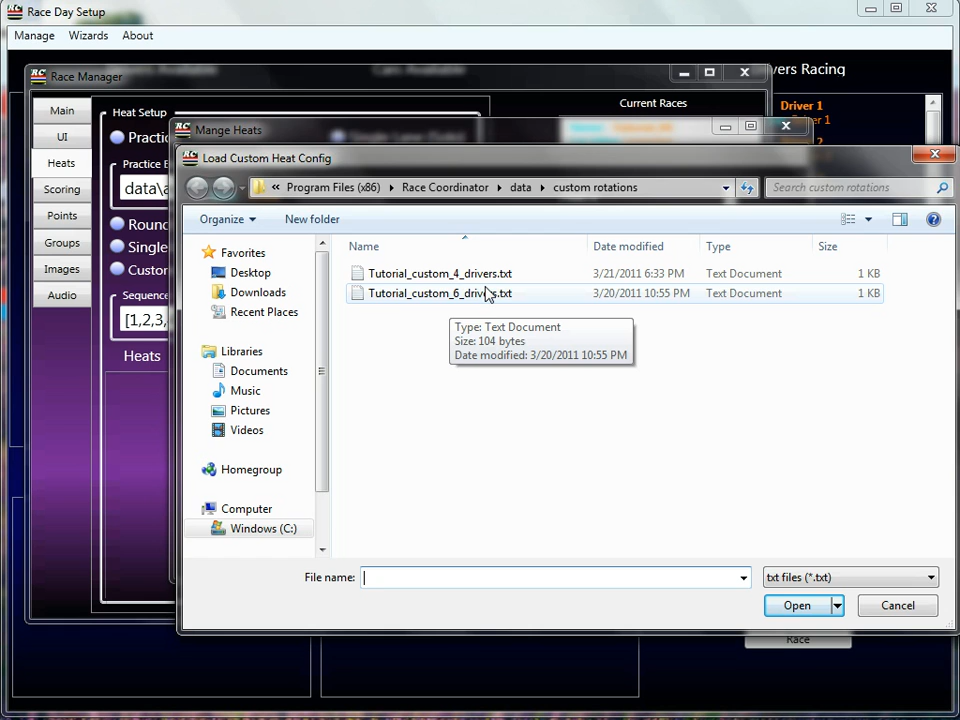 Race Day Setup
Manage Wizards About
vers Racing
RC Race Manager
Driver 1
er 1
Main
UI
Heats
Scoring
Points
Groups
Images
Audio
Heat Setup
Current Races
Practic
Practice E
data\a
Round
Single
Custon
Sequence
[1,2,3,
Heats
Mange Heats
Load Custom Heat Config
« Program Files (x86) Race Coordinator data custom rotations
Search custom rotations
Organize New folder
Name Date modified Type Size
Tutorial_custom_4_drivers.txt 3/21/2011 6:33 PM Text Document 1 KB
Tutorial_custom_6_drivers.txt 3/20/2011 10:55 PM Text Document 1 KB
Type: Text Document
Size: 104 bytes
Date modified: 3/20/2011 10:55 PM
Favorites
Desktop
Downloads
Recent Places
Libraries
Documents
Music
Pictures
Videos
Homegroup
Computer
Windows (C:)
File name:
txt files (*.txt)
Open Cancel
Race